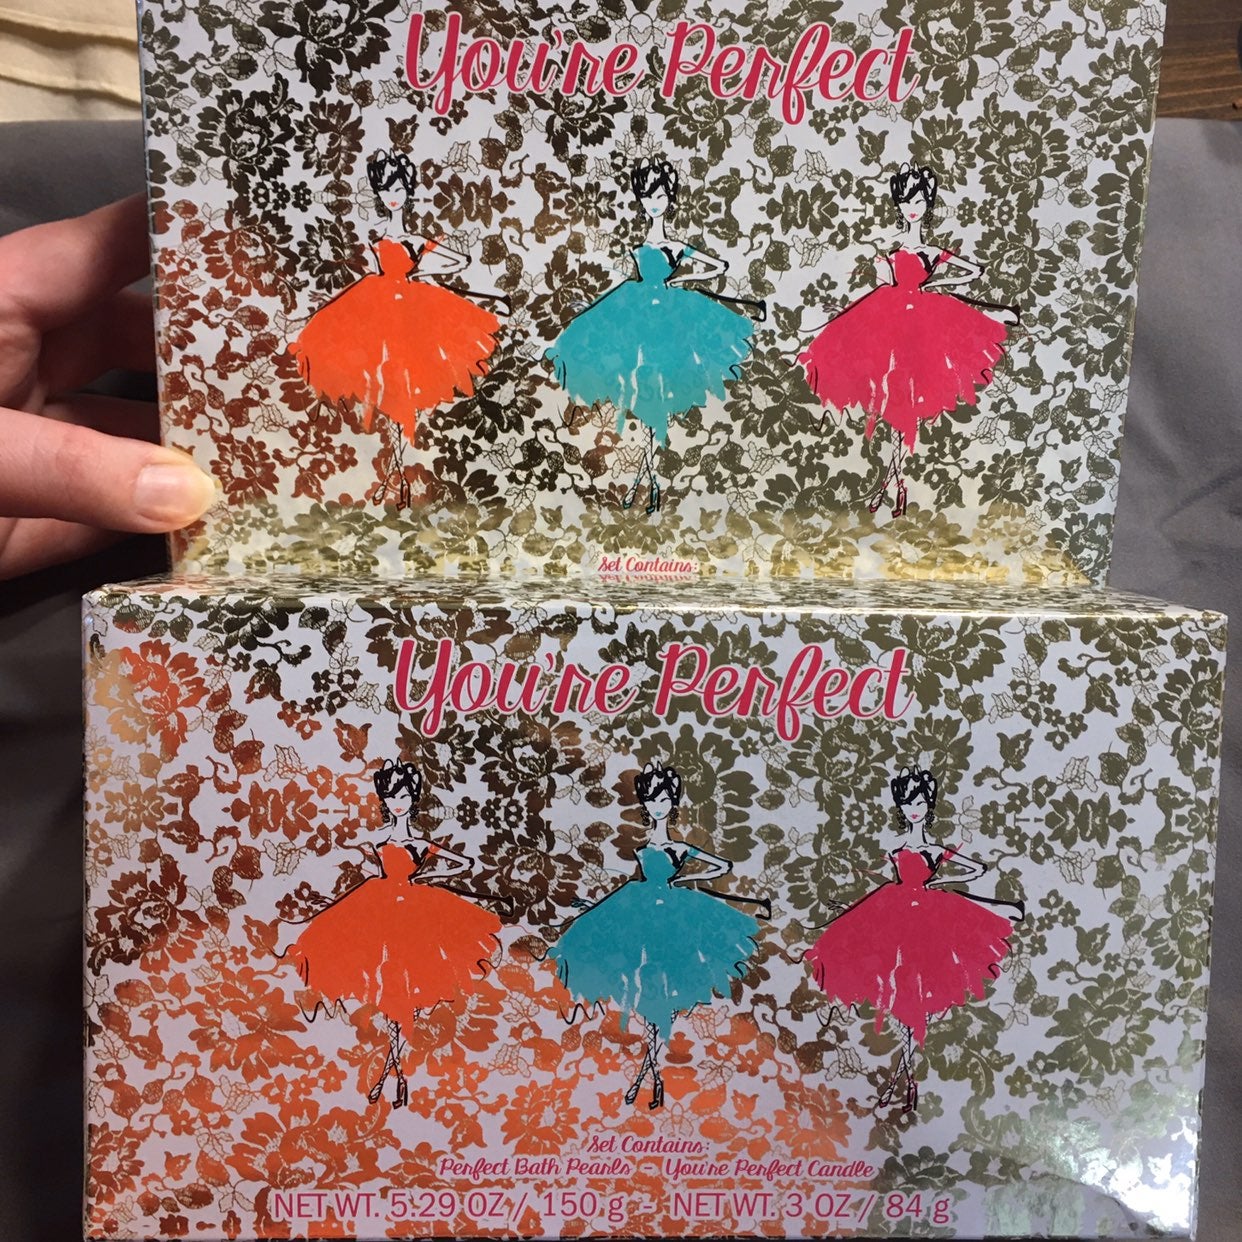 You're Perfect
Set Contains:
You're Perfect
Set Contains:
Perfect Bath Pearls - You're Perfect Candle
NET WT. 5.29 OZ / 150 g - NET WT. 3 OZ / 84 g